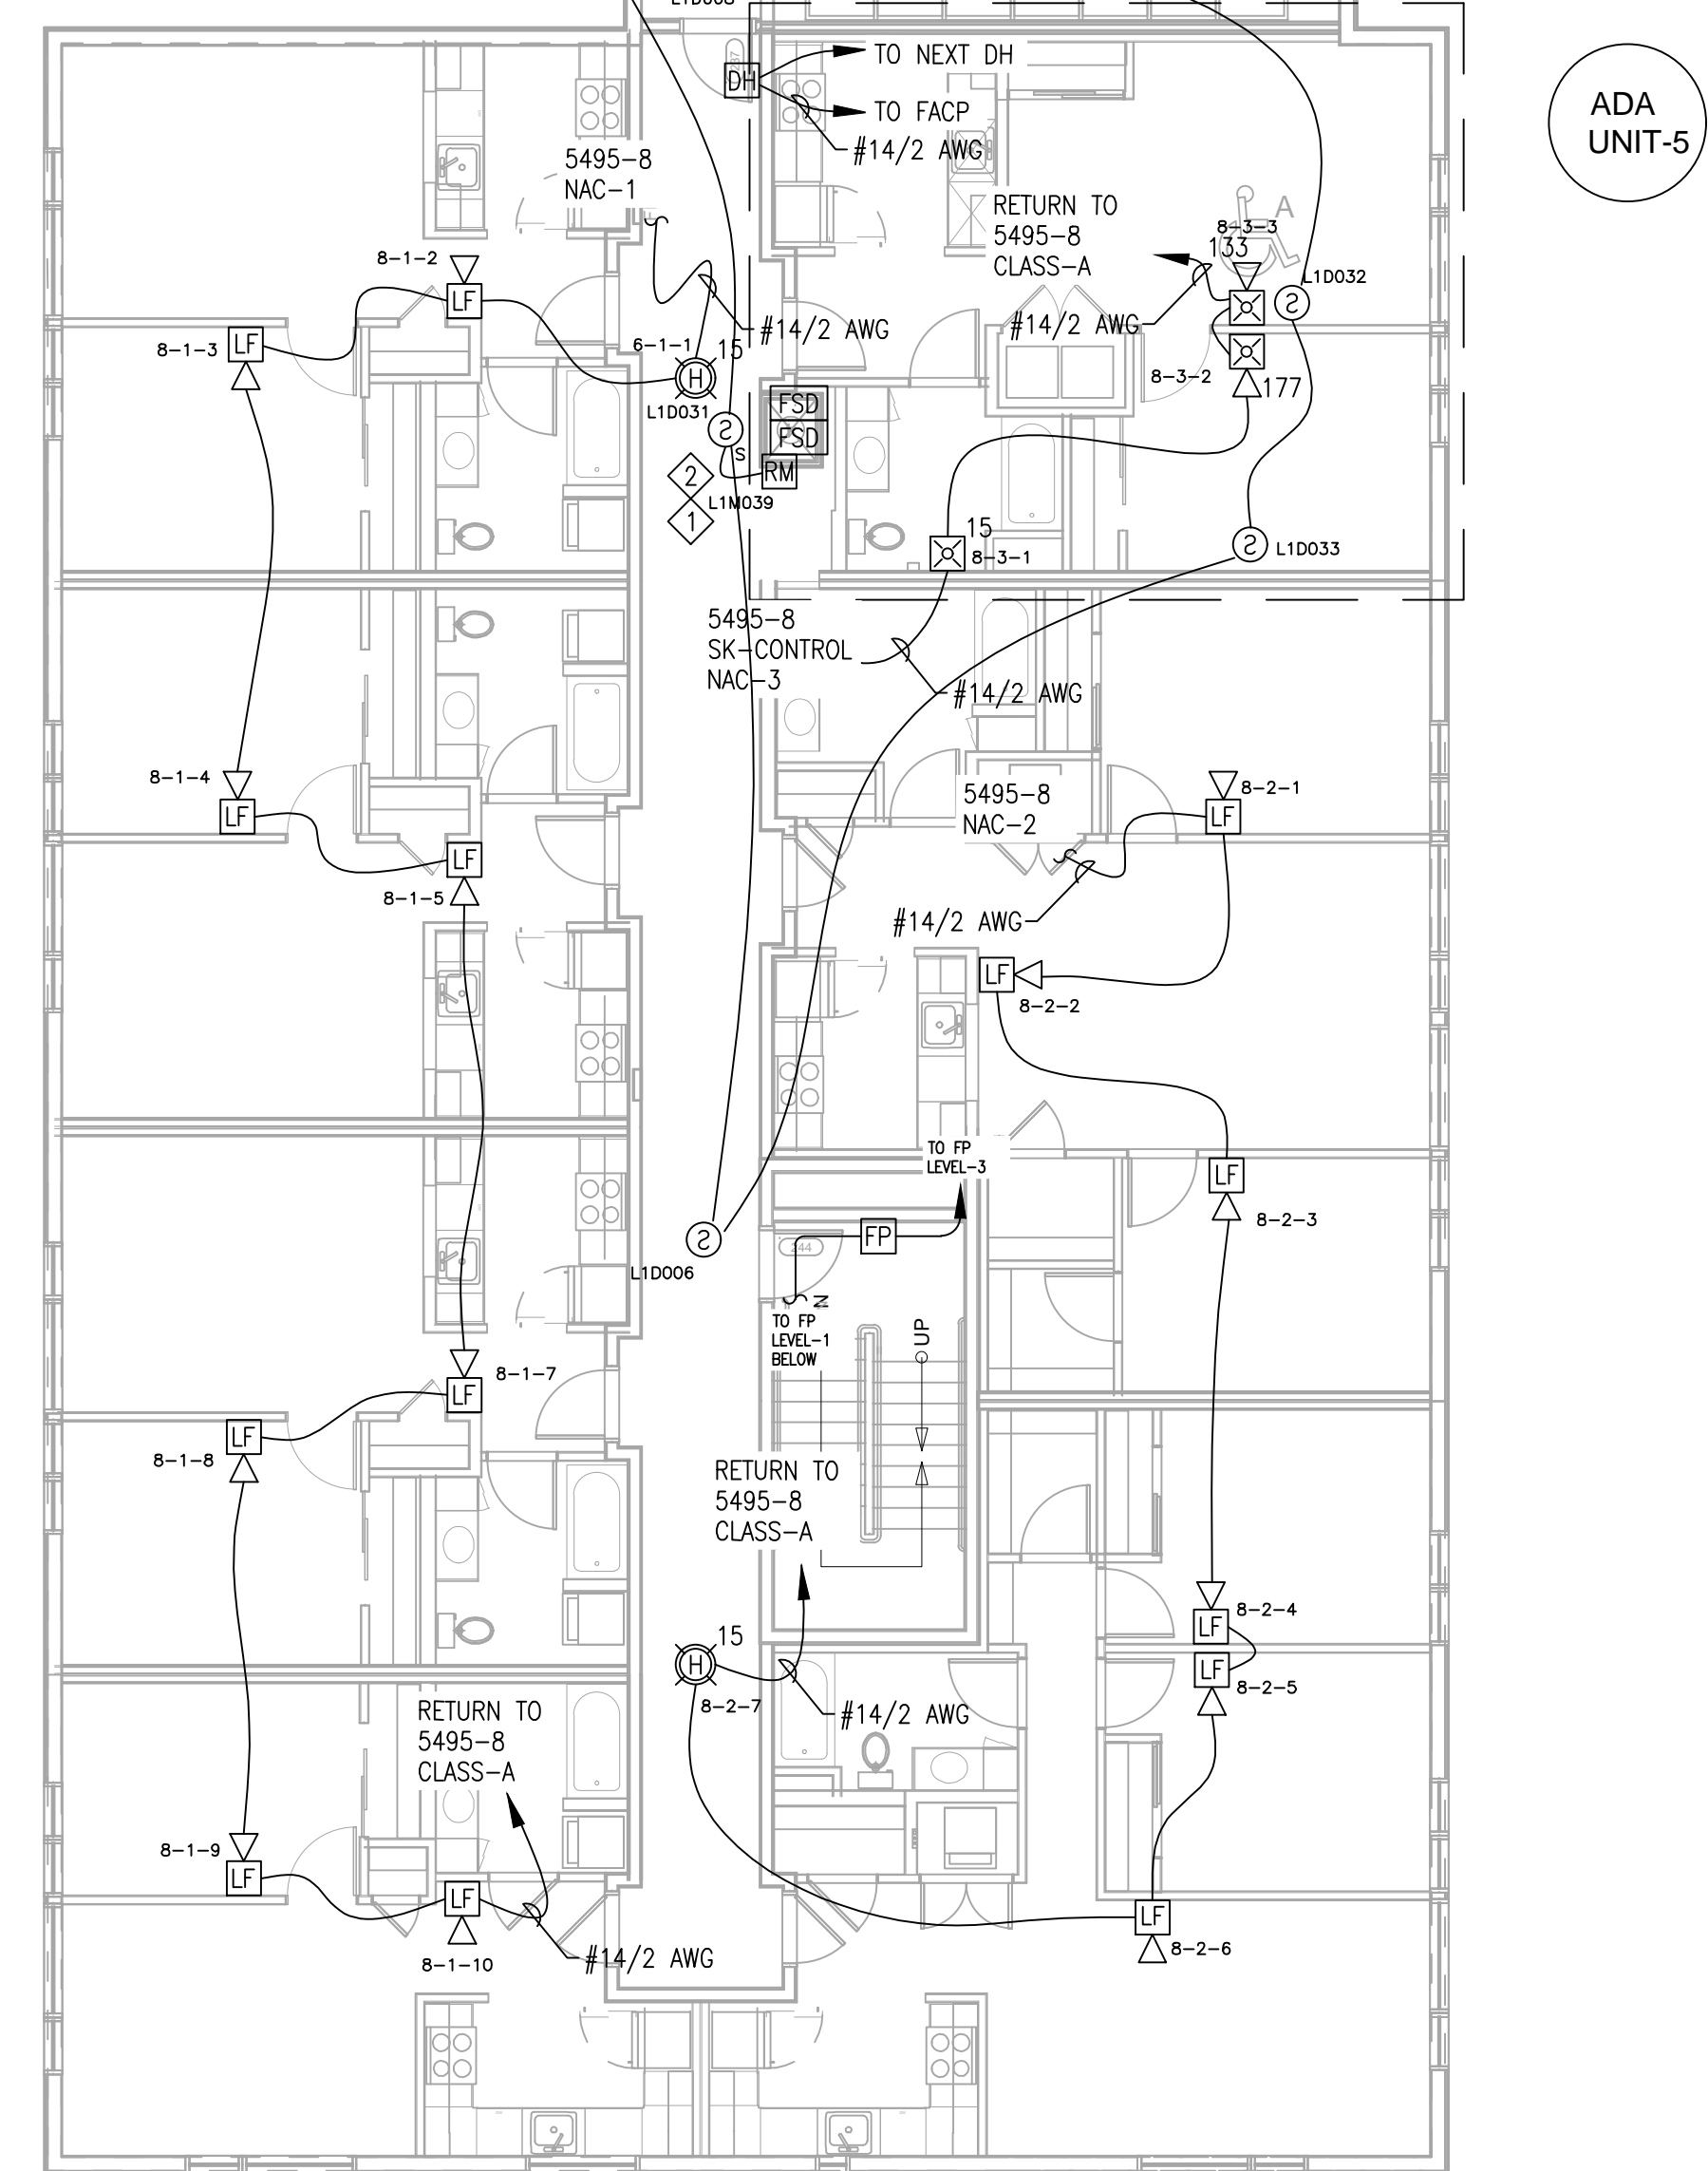 L1D008
237
DH
TO NEXT DH
TO FACP
#14/2 AWG
ADA
UNIT-5
5495-8
NAC-1
RETURN TO
5495-8
CLASS-A
A
8-3-3
133
L1D032
8-1-2
LF
#14/2 AWG
#14/2 AWG
8-1-3
LF
6-1-1
15
H
8-3-2
177
L1D031
S
S
FSD
FSD
RM
2
L1M039
1
15
8-3-1
S
L1D033
S
5495-8
SK-CONTROL
NAC-3
#14/2 AWG
8-1-4
LF
5495-8
NAC-2
8-2-1
LF
LF
8-1-5
#14/2 AWG
LF
8-2-2
TO FP
LEVEL-3
LF
8-2-3
S
L1D006
244
FP
N
TO FP
LEVEL-1
BELOW
UP
8-1-7
LF
LF
8-1-8
RETURN TO
5495-8
CLASS-A
8-2-4
LF
15
H
8-2-7
LF
8-2-5
#14/2 AWG
RETURN TO
5495-8
CLASS-A
8-1-9
LF
LF
8-1-10
#14/2 AWG
LF
8-2-6